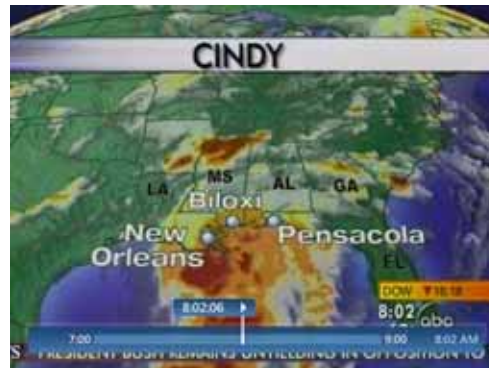 CINDY
LA MS AL GA
Biloxi
New Orleans
Pensacola
FL
DOW ▼18.18
8:02:06
8:02
abc
7:00 9:00 8:02 AM
S PRESIDENT BUSH REMAINS UNYIELDING IN OPPOSITION TO